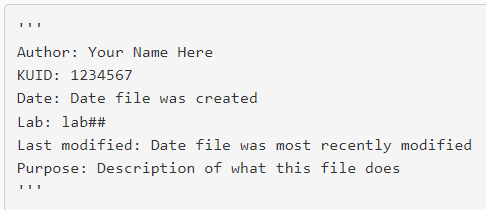 '''
Author: Your Name Here
KUID: 1234567
Date: Date file was created
Lab: lab##
Last modified: Date file was most recently modified
Purpose: Description of what this file does
'''